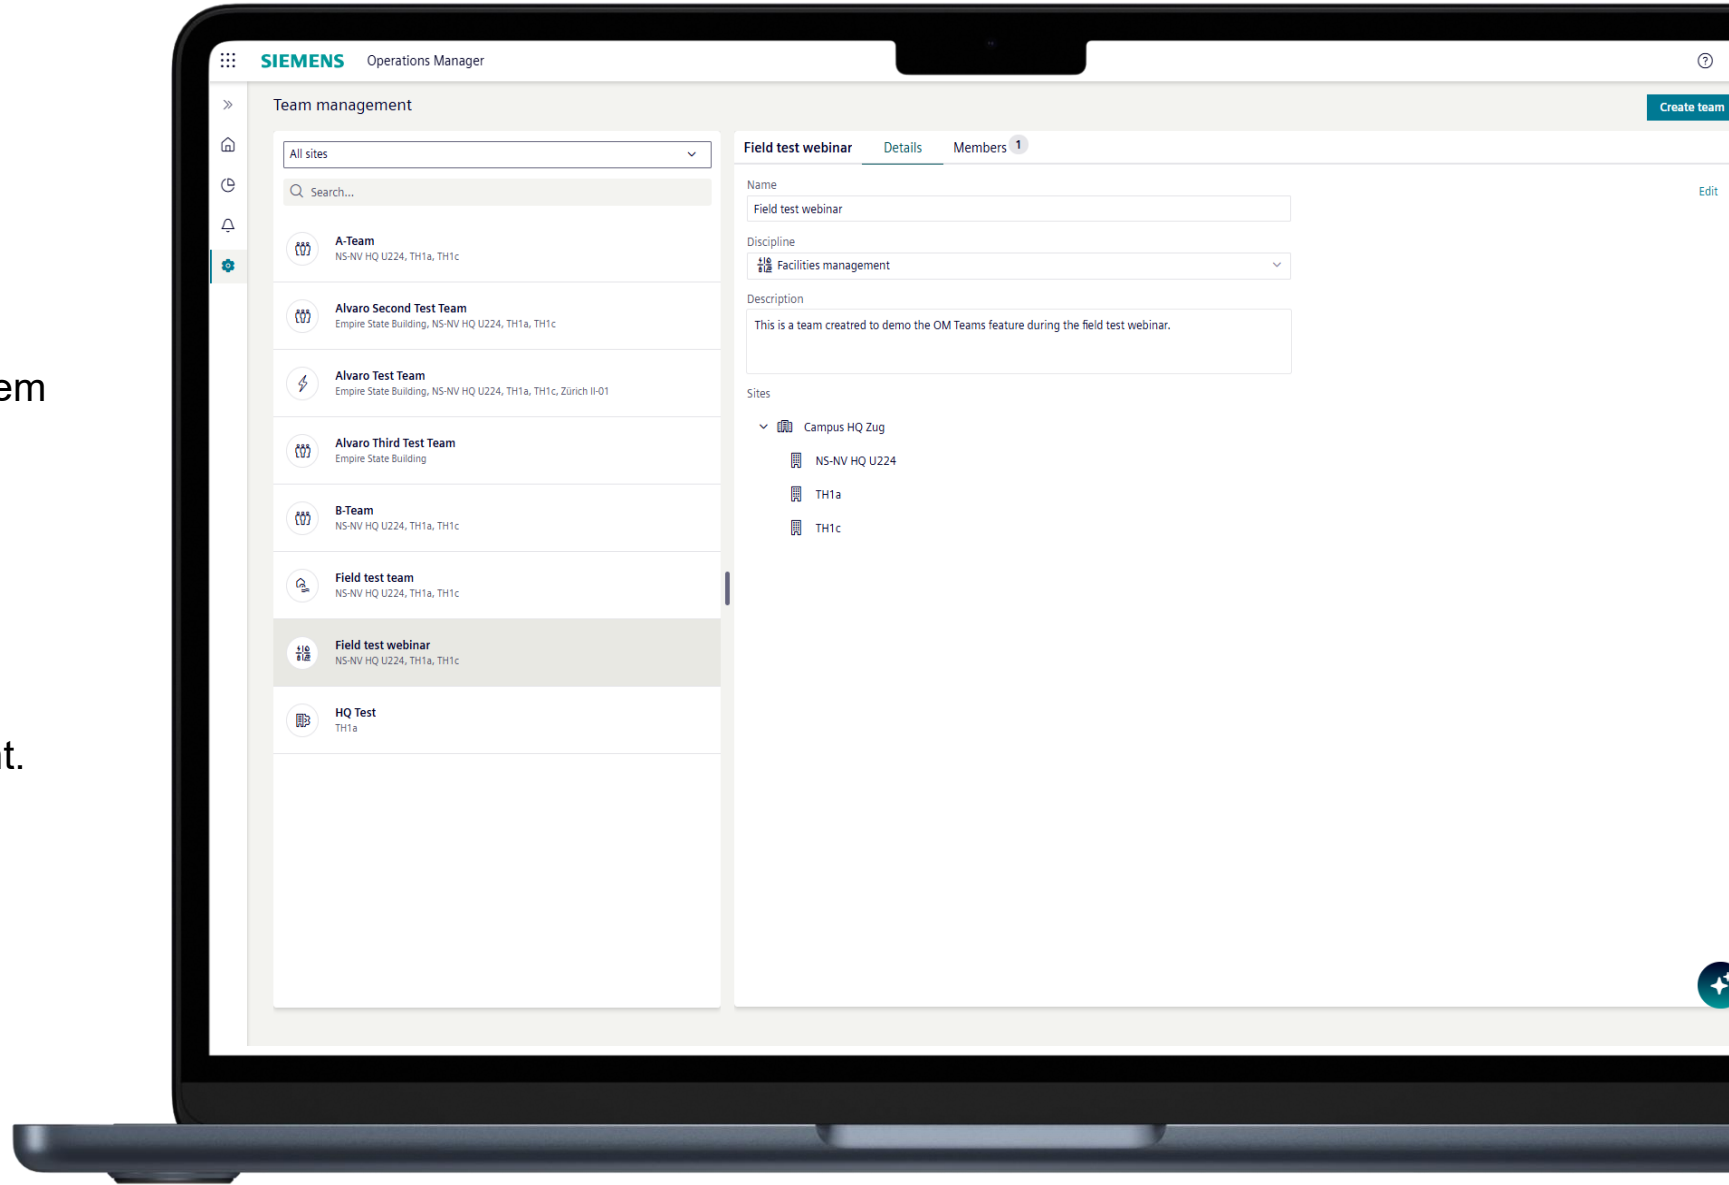 SIEMENS Operations Manager
Team management
Create team
All sites
Search...
A-Team
NS-NV HQ U224, TH1a, TH1c
Alvaro Second Test Team
Empire State Building, NS-NV HQ U224, TH1a, TH1c
Alvaro Test Team
Empire State Building, NS-NV HQ U224, TH1a, TH1c, Zürich II-01
Alvaro Third Test Team
Empire State Building
B-Team
NS-NV HQ U224, TH1a, TH1c
Field test team
NS-NV HQ U224, TH1a, TH1c
Field test webinar
NS-NV HQ U224, TH1a, TH1c
HQ Test
TH1a
Field test webinar Details Members 1
Name
Edit
Field test webinar
Discipline
Facilities management
Description
This is a team creatred to demo the OM Teams feature during the field test webinar.
Sites
Campus HQ Zug
NS-NV HQ U224
TH1a
TH1c
em
t.